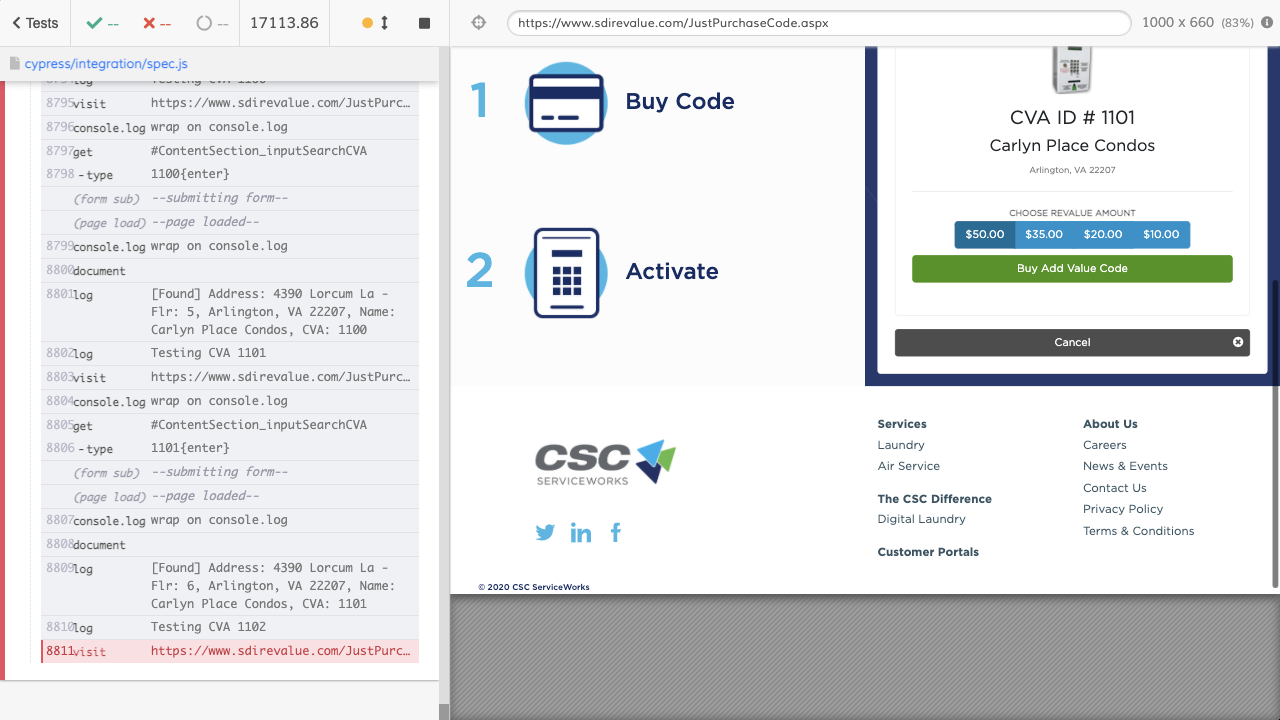 Tests
--
--
--
17113.86
https://www.sdirevalue.com/JustPurchaseCode.aspx
1000 x 660 (83%)
cypress/integration/spec.js
8794 log Testing CVA 1100
8795 visit https://www.sdirevalue.com/JustPurc…
8796 console.log wrap on console.log
8797 get #ContentSection_inputSearchCVA
8798 - type 1100{enter}
(form sub) --submitting form--
(page load) --page loaded--
8799 console.log wrap on console.log
8800 document
8801 log [Found] Address: 4390 Lorcum La -
Flr: 5, Arlington, VA 22207, Name:
Carlyn Place Condos, CVA: 1100
8802 log Testing CVA 1101
8803 visit https://www.sdirevalue.com/JustPurc…
8804 console.log wrap on console.log
8805 get #ContentSection_inputSearchCVA
8806 - type 1101{enter}
(form sub) --submitting form--
(page load) --page loaded--
8807 console.log wrap on console.log
8808 document
8809 log [Found] Address: 4390 Lorcum La -
Flr: 6, Arlington, VA 22207, Name:
Carlyn Place Condos, CVA: 1101
8810 log Testing CVA 1102
8811 visit https://www.sdirevalue.com/JustPurc…
1 Buy Code
2 Activate
CVA ID # 1101
Carlyn Place Condos
Arlington, VA 22207
CHOOSE REVALUE AMOUNT
$50.00 $35.00 $20.00 $10.00
Buy Add Value Code
Cancel
CSC
SERVICEWORKS
Services
Laundry
Air Service
The CSC Difference
Digital Laundry
Customer Portals
About Us
Careers
News & Events
Contact Us
Privacy Policy
Terms & Conditions
© 2020 CSC ServiceWorks